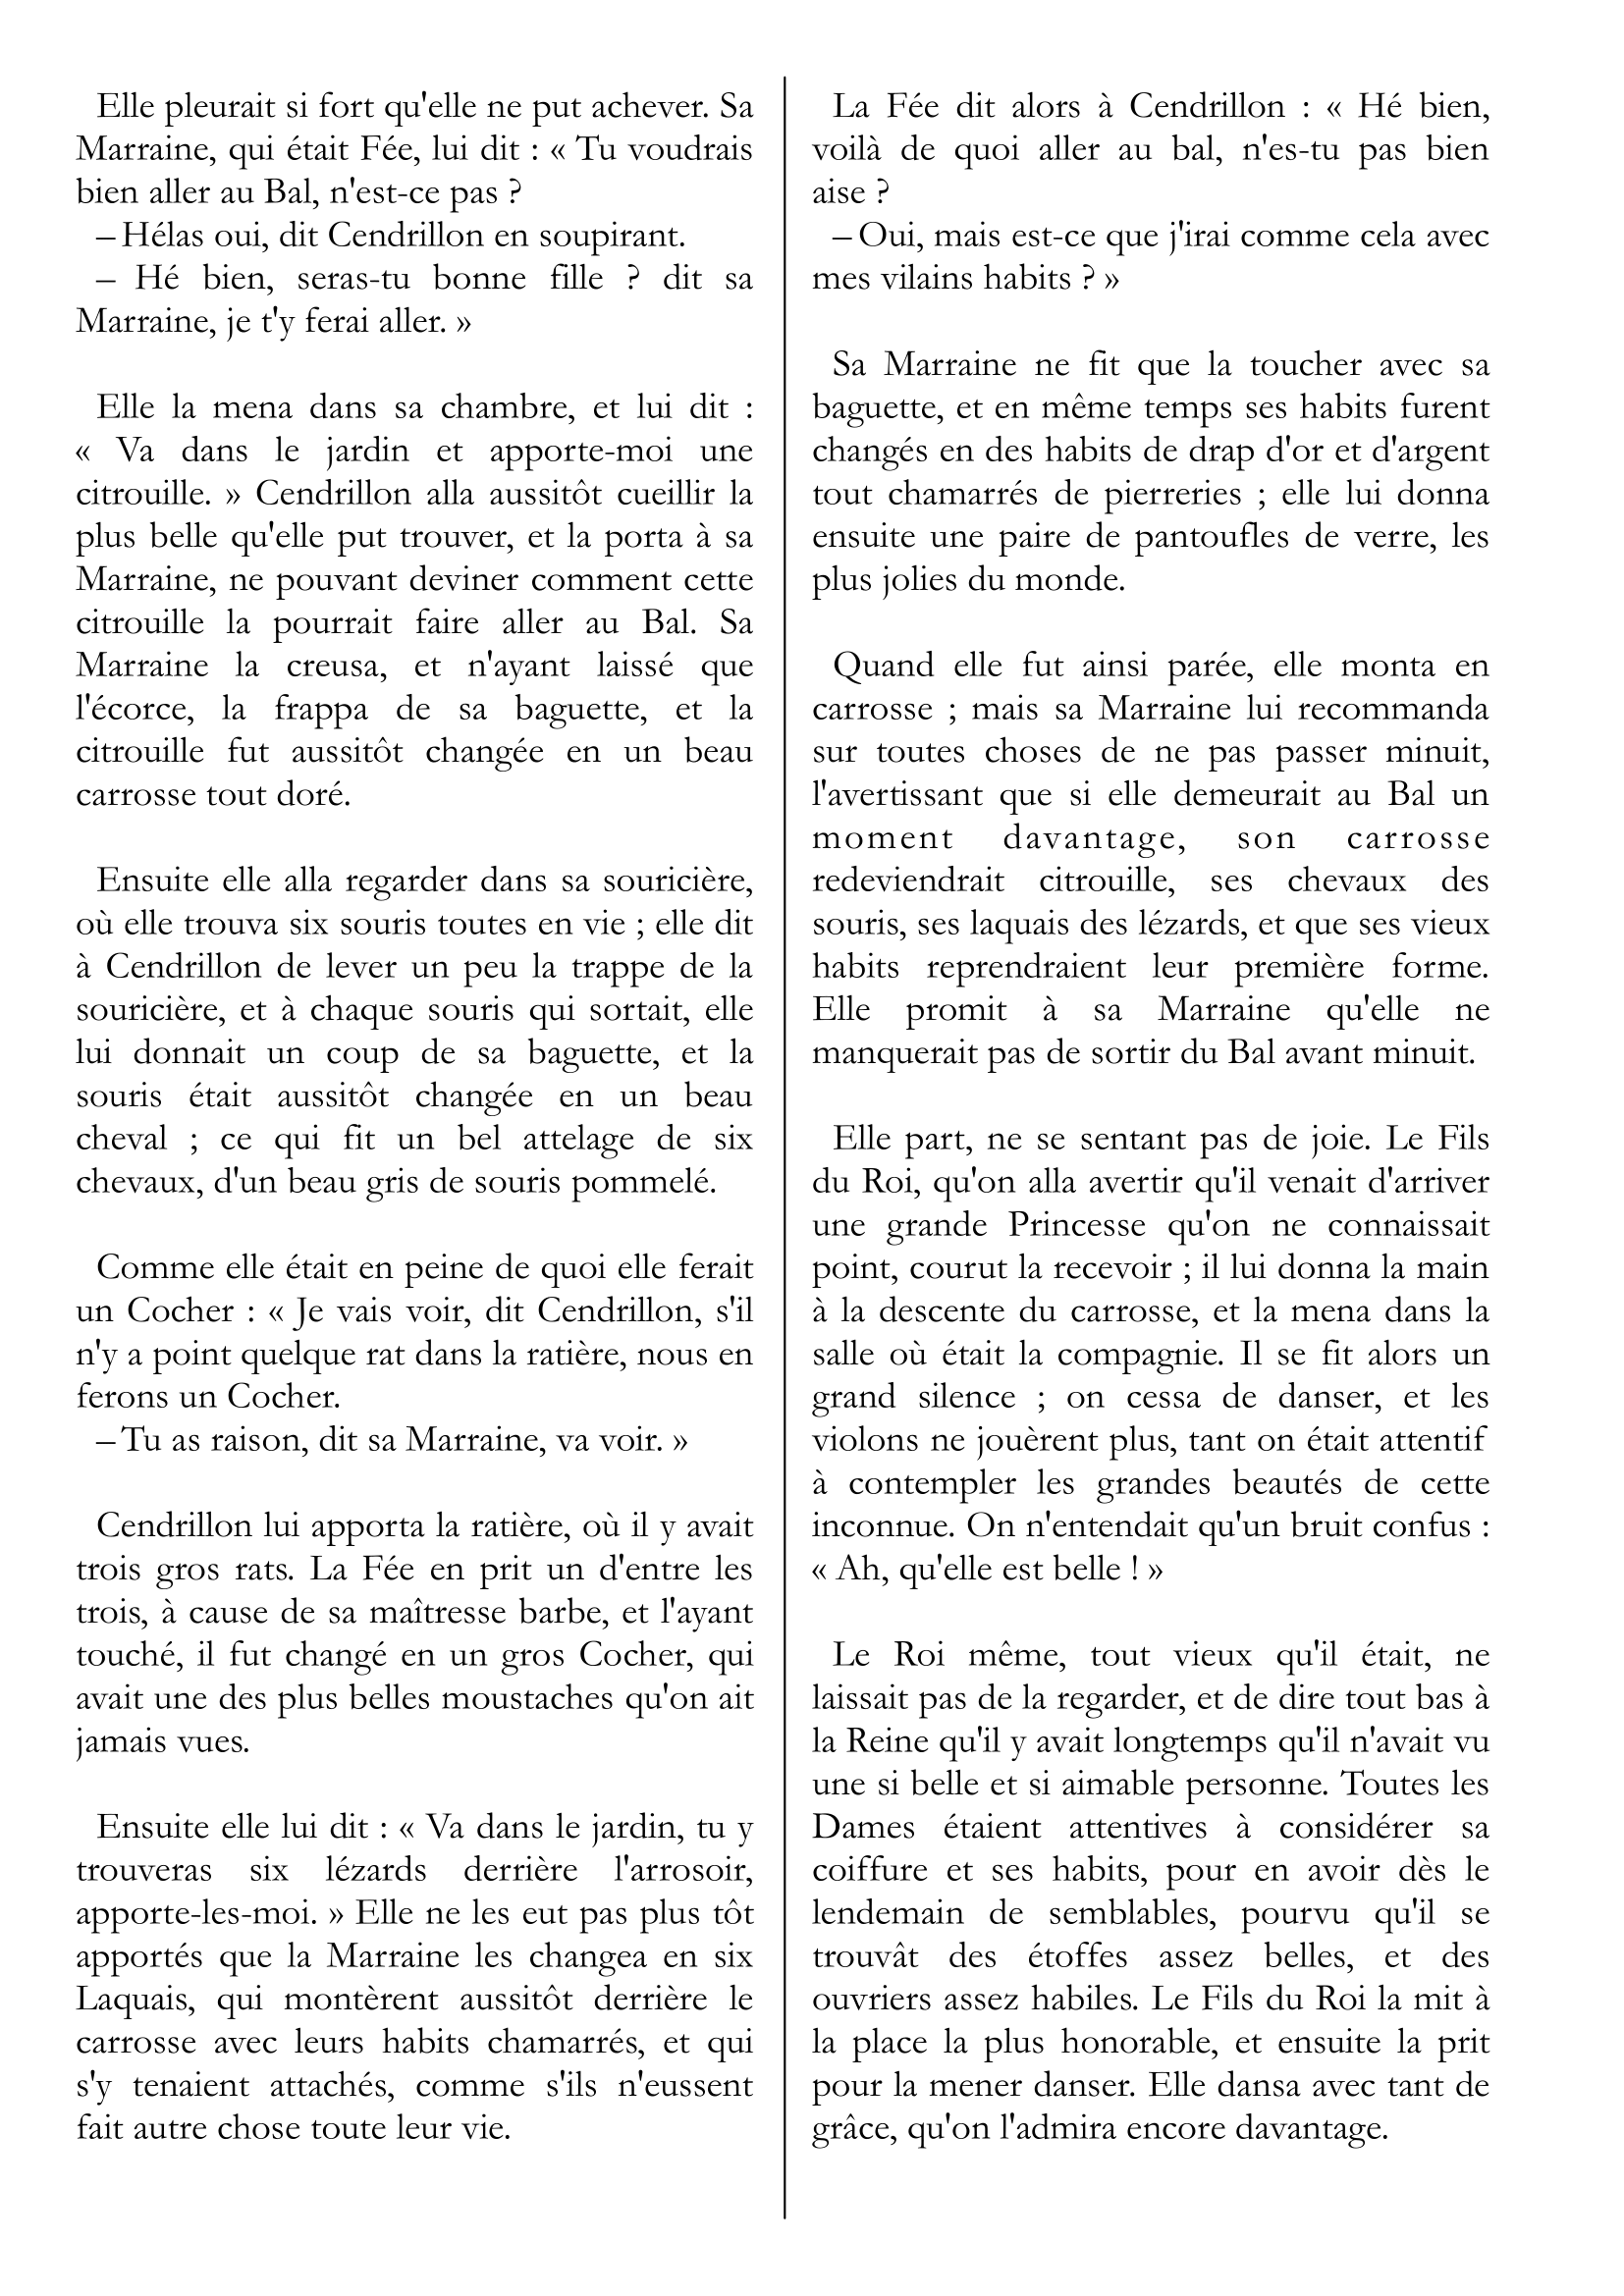 Elle pleurait si fort qu'elle ne put achever. Sa
Marraine, qui était Fée, lui dit : « Tu voudrais
bien aller au Bal, n'est-ce pas ?
– Hélas oui, dit Cendrillon en soupirant.
– Hé bien, seras-tu bonne fille ? dit sa
Marraine, je t'y ferai aller. »
Elle la mena dans sa chambre, et lui dit :
« Va dans le jardin et apporte-moi une
citrouille. » Cendrillon alla aussitôt cueillir la
plus belle qu'elle put trouver, et la porta à sa
Marraine, ne pouvant deviner comment cette
citrouille la pourrait faire aller au Bal. Sa
Marraine la creusa, et n'ayant laissé que
l'écorce, la frappa de sa baguette, et la
citrouille fut aussitôt changée en un beau
carrosse tout doré.
Ensuite elle alla regarder dans sa souricière,
où elle trouva six souris toutes en vie ; elle dit
à Cendrillon de lever un peu la trappe de la
souricière, et à chaque souris qui sortait, elle
lui donnait un coup de sa baguette, et la
souris était aussitôt changée en un beau
cheval ; ce qui fit un bel attelage de six
chevaux, d'un beau gris de souris pommelé.
Comme elle était en peine de quoi elle ferait
un Cocher : « Je vais voir, dit Cendrillon, s'il
n'y a point quelque rat dans la ratière, nous en
ferons un Cocher.
– Tu as raison, dit sa Marraine, va voir. »
Cendrillon lui apporta la ratière, où il y avait
trois gros rats. La Fée en prit un d'entre les
trois, à cause de sa maîtresse barbe, et l'ayant
touché, il fut changé en un gros Cocher, qui
avait une des plus belles moustaches qu'on ait
jamais vues.
Ensuite elle lui dit : « Va dans le jardin, tu y
trouveras six lézards derrière l'arrosoir,
apporte-les-moi. » Elle ne les eut pas plus tôt
apportés que la Marraine les changea en six
Laquais, qui montèrent aussitôt derrière le
carrosse avec leurs habits chamarrés, et qui
s'y tenaient attachés, comme s'ils n'eussent
fait autre chose toute leur vie.
La Fée dit alors à Cendrillon : « Hé bien,
voilà de quoi aller au bal, n'es-tu pas bien
aise ?
– Oui, mais est-ce que j'irai comme cela avec
mes vilains habits ? »
Sa Marraine ne fit que la toucher avec sa
baguette, et en même temps ses habits furent
changés en des habits de drap d'or et d'argent
tout chamarrés de pierreries ; elle lui donna
ensuite une paire de pantoufles de verre, les
plus jolies du monde.
Quand elle fut ainsi parée, elle monta en
carrosse ; mais sa Marraine lui recommanda
sur toutes choses de ne pas passer minuit,
l'avertissant que si elle demeurait au Bal un
moment davantage, son carrosse
redeviendrait citrouille, ses chevaux des
souris, ses laquais des lézards, et que ses vieux
habits reprendraient leur première forme.
Elle promit à sa Marraine qu'elle ne
manquerait pas de sortir du Bal avant minuit.
Elle part, ne se sentant pas de joie. Le Fils
du Roi, qu'on alla avertir qu'il venait d'arriver
une grande Princesse qu'on ne connaissait
point, courut la recevoir ; il lui donna la main
à la descente du carrosse, et la mena dans la
salle où était la compagnie. Il se fit alors un
grand silence ; on cessa de danser, et les
violons ne jouèrent plus, tant on était attentif
à contempler les grandes beautés de cette
inconnue. On n'entendait qu'un bruit confus :
« Ah, qu'elle est belle ! »
Le Roi même, tout vieux qu'il était, ne
laissait pas de la regarder, et de dire tout bas à
la Reine qu'il y avait longtemps qu'il n'avait vu
une si belle et si aimable personne. Toutes les
Dames étaient attentives à considérer sa
coiffure et ses habits, pour en avoir dès le
lendemain de semblables, pourvu qu'il se
trouvât des étoffes assez belles, et des
ouvriers assez habiles. Le Fils du Roi la mit à
la place la plus honorable, et ensuite la prit
pour la mener danser. Elle dansa avec tant de
grâce, qu'on l'admira encore davantage.